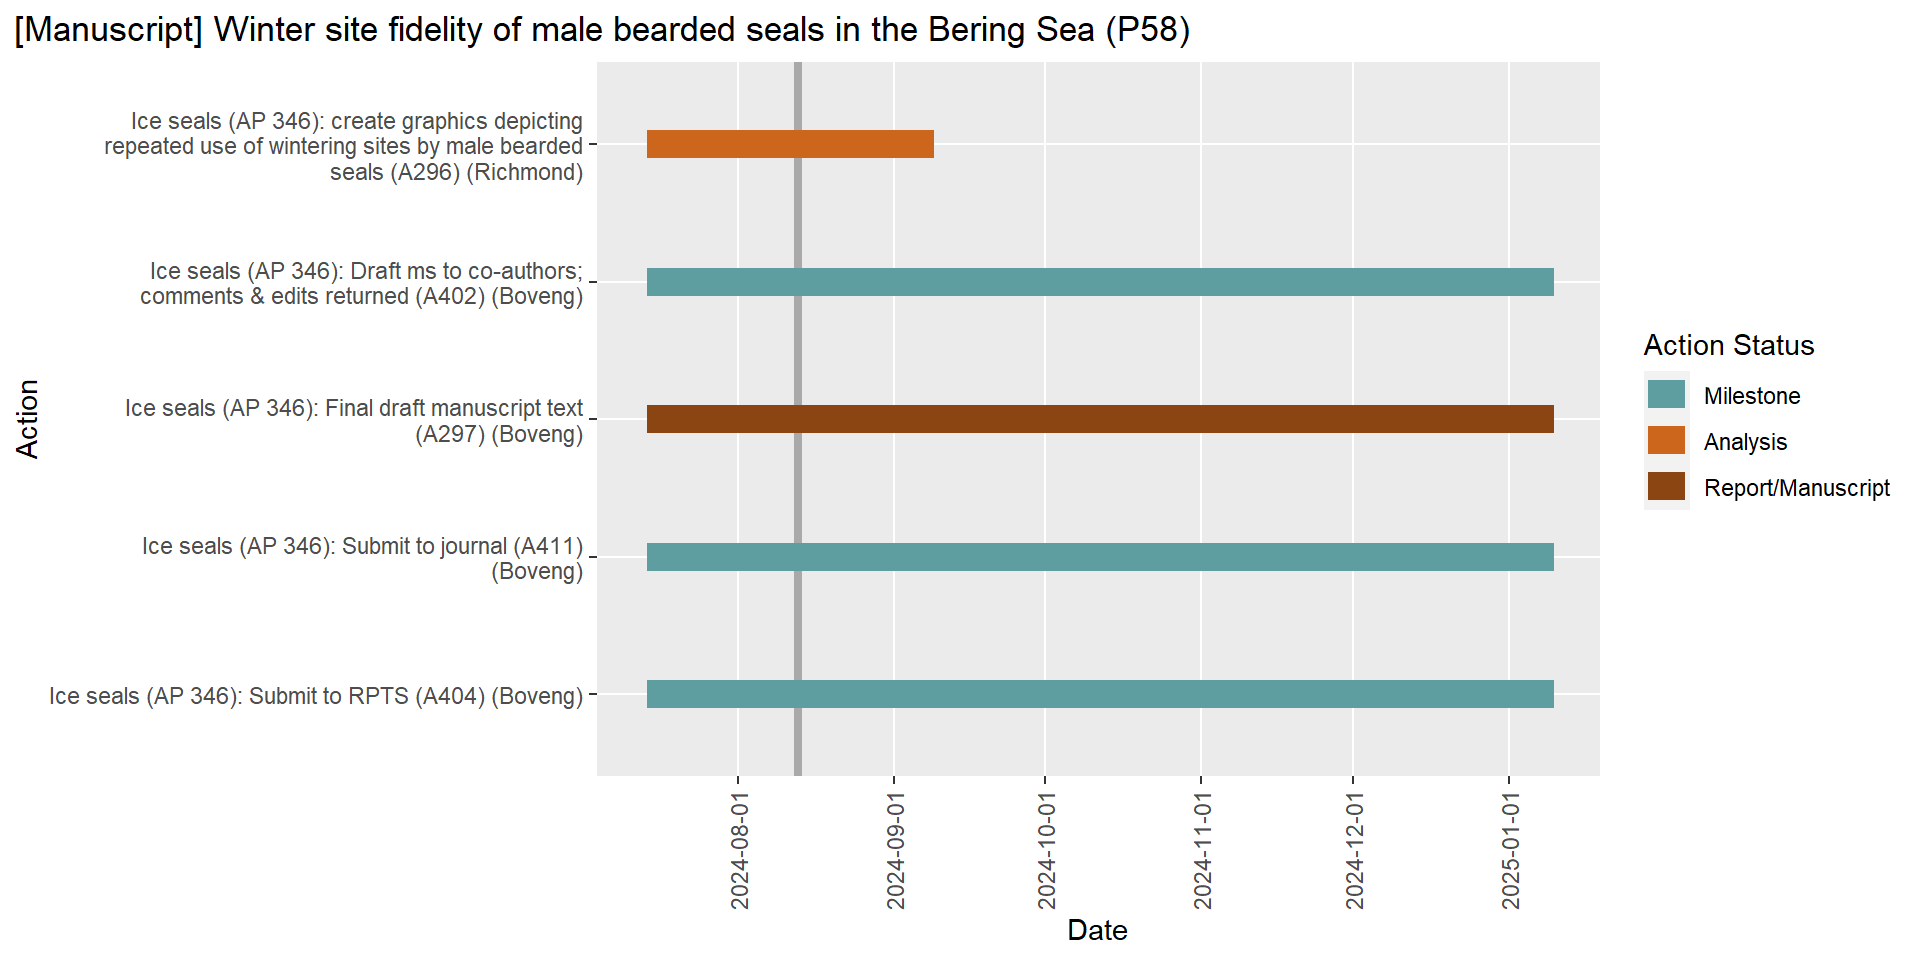 [Manuscript] Winter site fidelity of male bearded seals in the Bering Sea (P58)
Ice seals (AP 346): create graphics depicting
repeated use of wintering sites by male bearded
seals (A296) (Richmond)
Ice seals (AP 346): Draft ms to co-authors;
comments & edits returned (A402) (Boveng)
Ice seals (AP 346): Final draft manuscript text
(A297) (Boveng)
Ice seals (AP 346): Submit to journal (A411)
(Boveng)
Ice seals (AP 346): Submit to RPTS (A404) (Boveng)
Action
2024-08-01
2024-09-01
2024-10-01
2024-11-01
2024-12-01
2025-01-01
Date
Action Status
Milestone
Analysis
Report/Manuscript